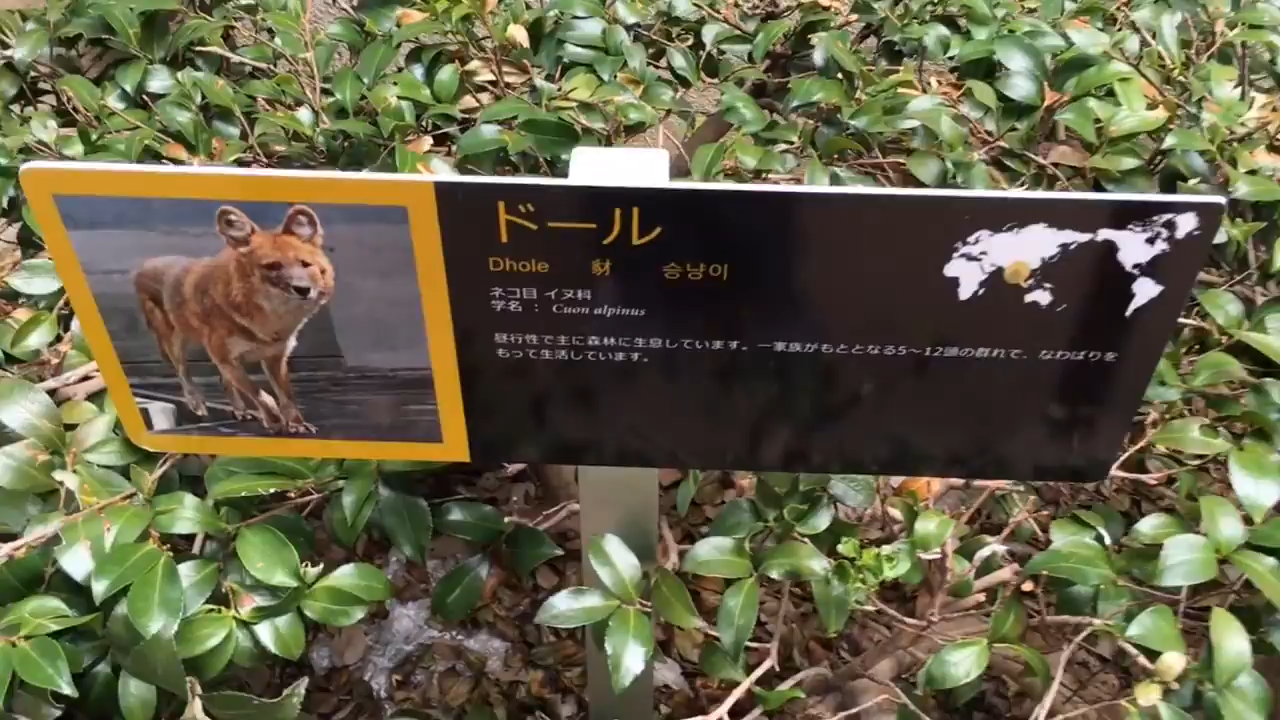 ドール
Dhole 豺 승냥이
ネコ目 イヌ科
学名 : Cuon alpinus
昼行性で主に森林に生息しています。一家族がもととなる5〜12頭の群れで、なわばりを
もって生活しています。